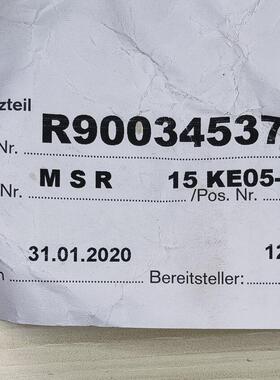 zteil
Nr. R90034537
M S R 15 KE05-
Nr. /Pos. Nr.
31.01.2020 12
n Bereitsteller: